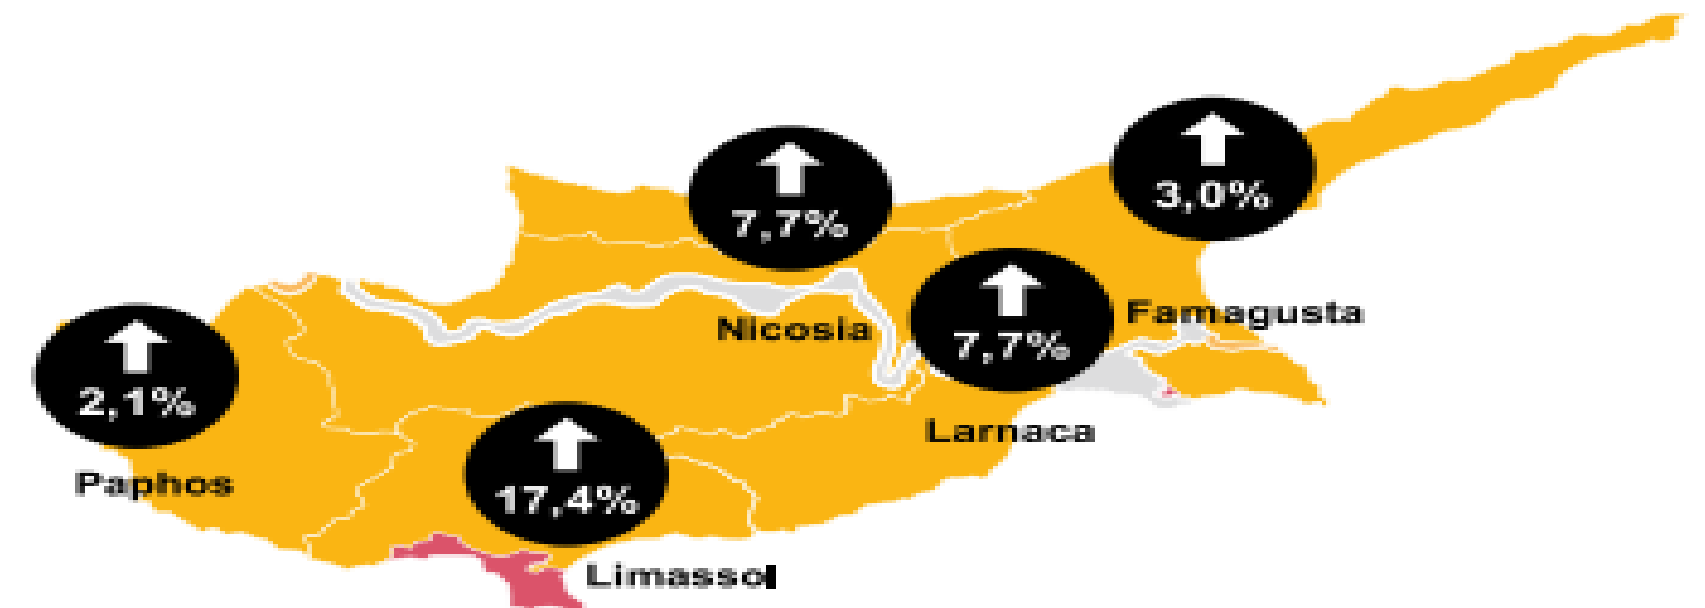 3,0%
7,7%
Famagusta
Nicosia
7,7%
2,1%
Larnaca
Paphos
17,4%
Limassol